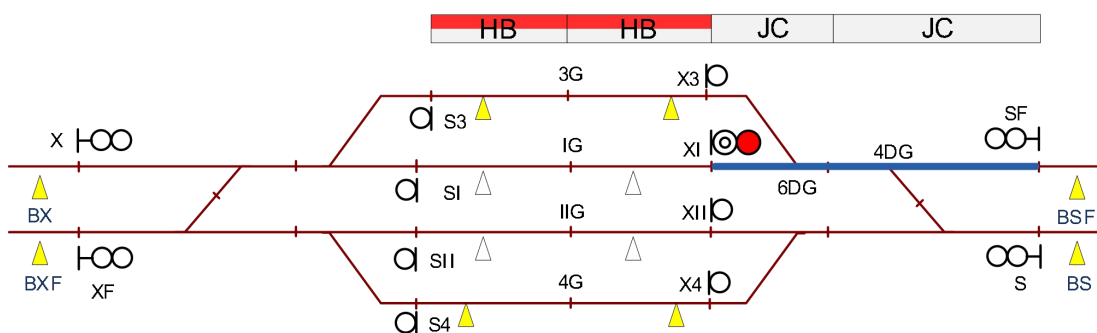 HB HB JC JC
3G X3
S3 SF
X XI
IG 4DG
6DG
BX SI BSF
IIG XII
SII
BXF XF 4G X4 S BS
S4